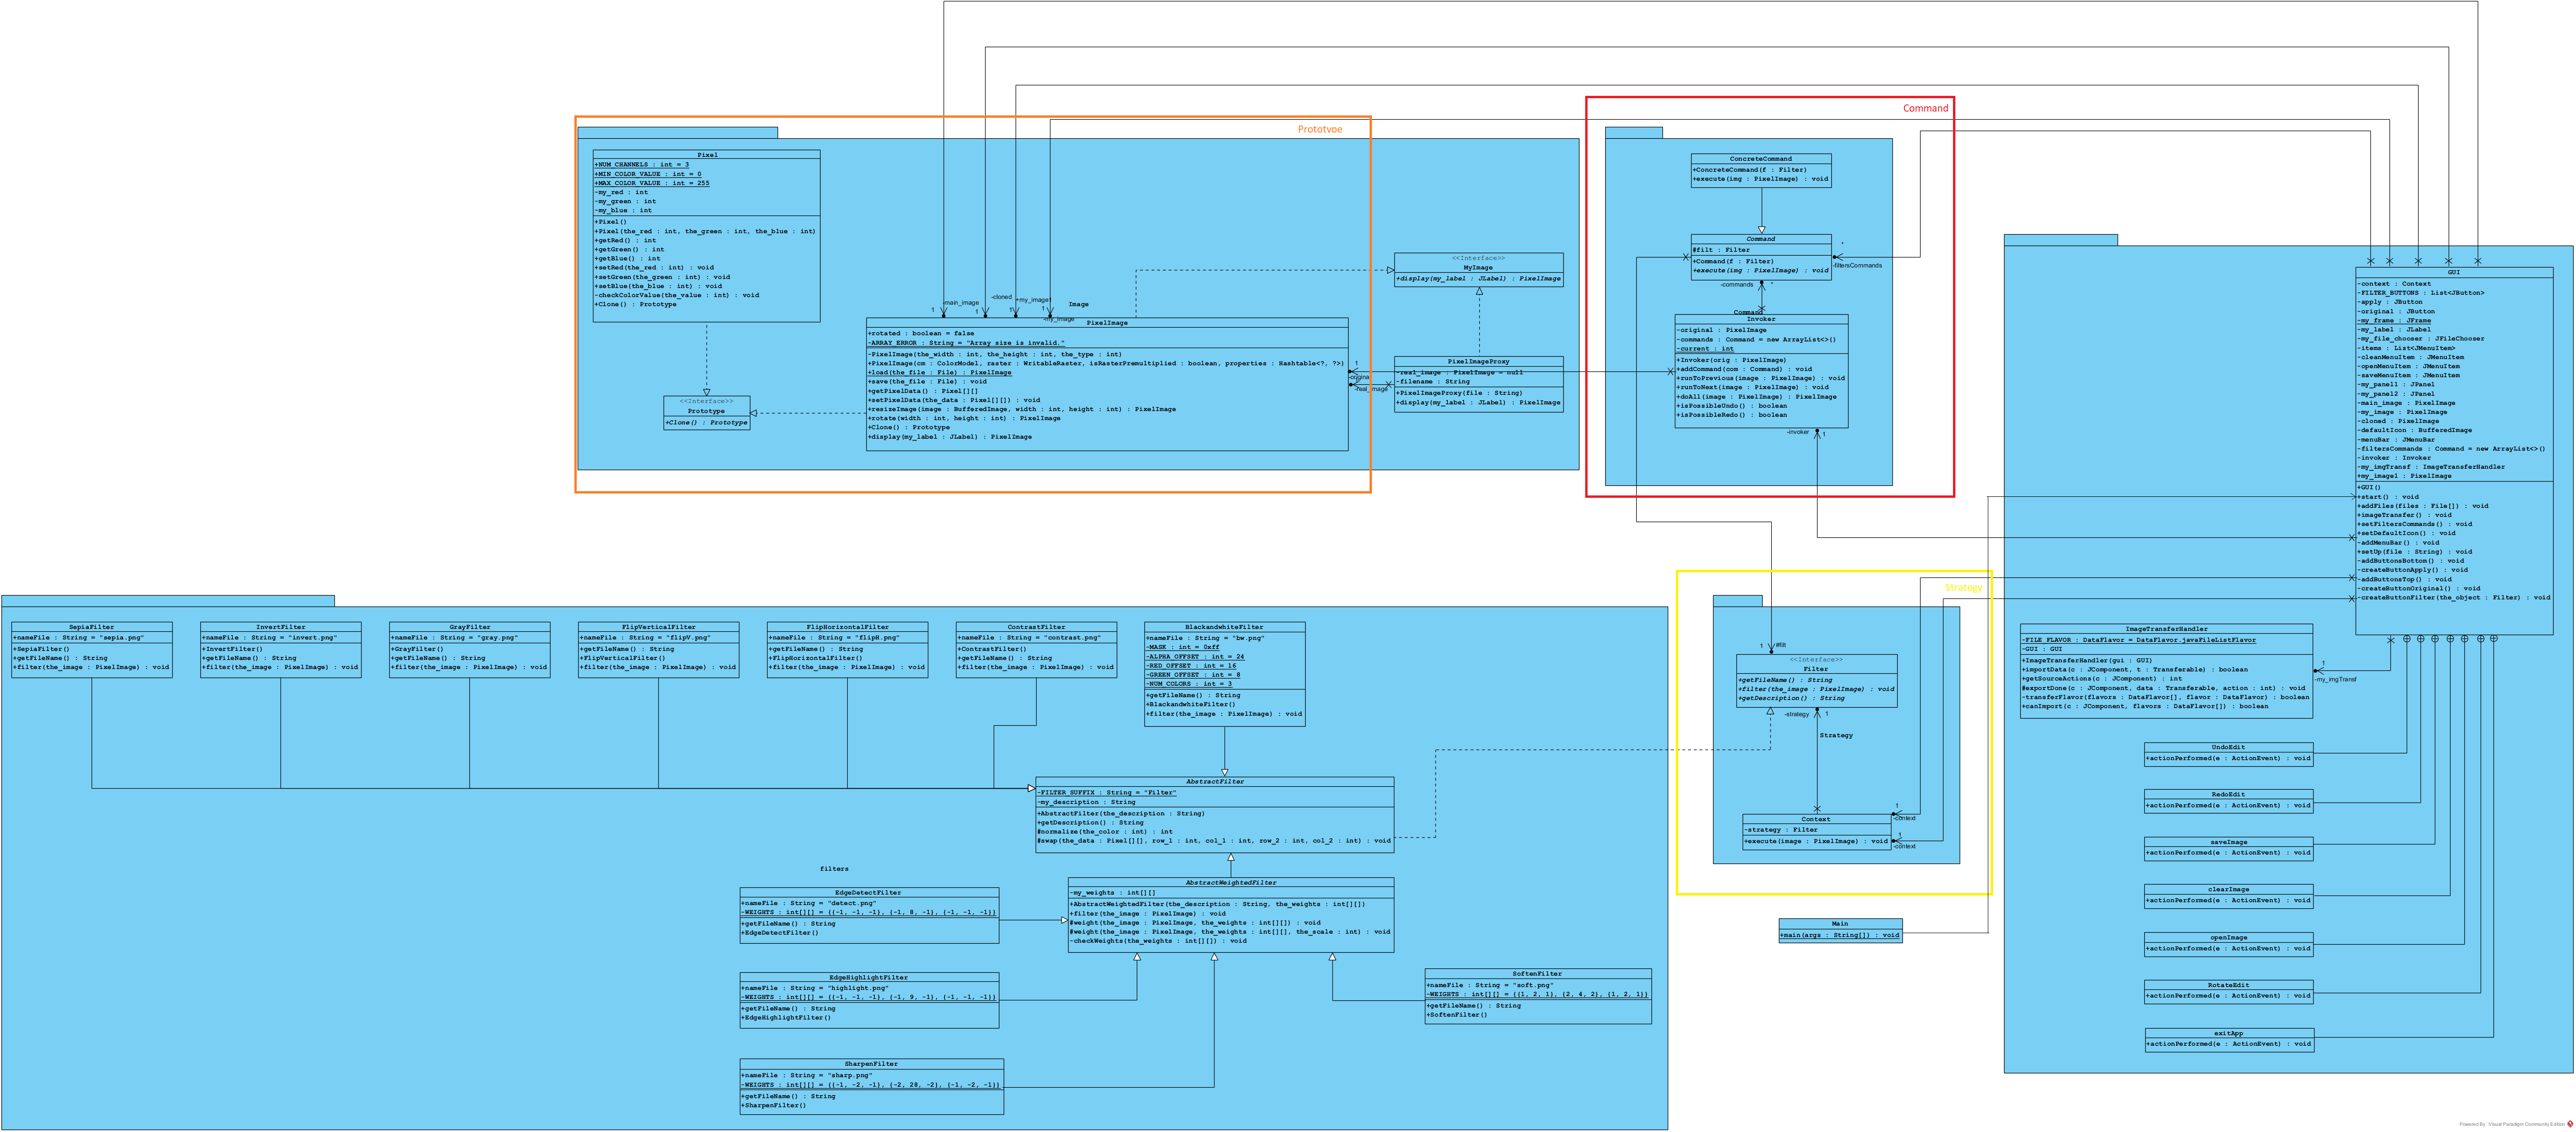 Command
Prototype
Pixel
+NUM_CHANNELS : int = 3
+MIN_COLOR_VALUE : int = 0
+MAX_COLOR_VALUE : int = 255
-my_red : int
-my_green : int
-my_blue : int
+Pixel()
+Pixel(the_red : int, the_green : int, the_blue : int)
+getRed() : int
+getGreen() : int
+getBlue() : int
+setRed(the_red : int) : void
+setGreen(the_green : int) : void
+setBlue(the_blue : int) : void
-checkColorValue(the_value : int) : void
+Clone() : Prototype
<<Interface>>
Prototype
+Clone() : Prototype
-main_image
1
-cloned
1
+my_image1
1
Image
1
-my_image
PixelImage
+rotated : boolean = false
-ARRAY_ERROR : String = "Array size is invalid."
-PixelImage(the_width : int, the_height : int, the_type : int)
+PixelImage(cm : ColorModel, raster : WritableRaster, isRasterPremultiplied : boolean, properties : Hashtable<?, ?>)
+load(the_file : File) : PixelImage
+save(the_file : File) : void
+getPixelData() : Pixel[][]
+setPixelData(the_data : Pixel[][]) : void
+resizeImage(image : BufferedImage, width : int, height : int) : PixelImage
+rotate(width : int, height : int) : PixelImage
+Clone() : Prototype
+display(my_label : JLabel) : PixelImage
1
-original
1
-real_image
<<Interface>>
MyImage
+display(my_label : JLabel) : PixelImage
PixelImageProxy
-real_image : PixelImage = null
-filename : String
+PixelImageProxy(file : String)
+display(my_label : JLabel) : PixelImage
ConcreteCommand
+ConcreteCommand(f : Filter)
+execute(img : PixelImage) : void
Command
#filt : Filter
+Command(f : Filter)
+execute(img : PixelImage) : void
*
-filtersCommands
-commands
*
Command
Invoker
-original : PixelImage
-commands : Command = new ArrayList<>()
-current : int
+Invoker(orig : PixelImage)
+addCommand(com : Command) : void
+runToPrevious(image : PixelImage) : void
+runToNext(image : PixelImage) : void
+doAll(image : PixelImage) : PixelImage
+isPossibleUndo() : boolean
+isPossibleRedo() : boolean
-invoker
1
GUI
-context : Context
-FILTER_BUTTONS : List<JButton>
-apply : JButton
-original : JButton
-my_frame : JFrame
-my_label : JLabel
-my_file_chooser : JFileChooser
-items : List<JMenuItem>
-cleanMenuItem : JMenuItem
-openMenuItem : JMenuItem
-saveMenuItem : JMenuItem
-my_panel1 : JPanel
-my_panel2 : JPanel
-main_image : PixelImage
-my_image : PixelImage
-cloned : PixelImage
-defaultIcon : BufferedImage
-menuBar : JMenuBar
-filtersCommands : Command = new ArrayList<>()
-invoker : Invoker
-my_imgTransf : ImageTransferHandler
+my_image1 : PixelImage
+GUI()
+start() : void
+addFiles(files : File[]) : void
+imageTransfer() : void
+setFiltersCommands() : void
+setDefaultIcon() : void
-addMenuBar() : void
+setUp(file : String) : void
-addButtonsBottom() : void
-createButtonApply() : void
-addButtonsTop() : void
-createButtonOriginal() : void
-createButtonFilter(the_object : Filter) : void
Strategy
1
#filt
<<Interface>>
Filter
+getFileName() : String
+filter(the_image : PixelImage) : void
+getDescription() : String
-strategy
1
Strategy
Context
-strategy : Filter
+execute(image : PixelImage) : void
1
-context
1
-context
Main
+main(args : String[]) : void
ImageTransferHandler
-FILE_FLAVOR : DataFlavor = DataFlavor.javaFileListFlavor
-GUI : GUI
+ImageTransferHandler(gui : GUI)
+importData(c : JComponent, t : Transferable) : boolean
+getSourceActions(c : JComponent) : int
#exportDone(c : JComponent, data : Transferable, action : int) : void
-transferFlavor(flavors : DataFlavor[], flavor : DataFlavor) : boolean
+canImport(c : JComponent, flavors : DataFlavor[]) : boolean
1
-my_imgTransf
UndoEdit
+actionPerformed(e : ActionEvent) : void
RedoEdit
+actionPerformed(e : ActionEvent) : void
saveImage
+actionPerformed(e : ActionEvent) : void
clearImage
+actionPerformed(e : ActionEvent) : void
openImage
+actionPerformed(e : ActionEvent) : void
RotateEdit
+actionPerformed(e : ActionEvent) : void
exitApp
+actionPerformed(e : ActionEvent) : void
SepiaFilter
+nameFile : String = "sepia.png"
+SepiaFilter()
+getFileName() : String
+filter(the_image : PixelImage) : void
InvertFilter
+nameFile : String = "invert.png"
+InvertFilter()
+getFileName() : String
+filter(the_image : PixelImage) : void
GrayFilter
+nameFile : String = "gray.png"
+GrayFilter()
+getFileName() : String
+filter(the_image : PixelImage) : void
FlipVerticalFilter
+nameFile : String = "flipV.png"
+getFileName() : String
+FlipVerticalFilter()
+filter(the_image : PixelImage) : void
FlipHorizontalFilter
+nameFile : String = "flipH.png"
+getFileName() : String
+FlipHorizontalFilter()
+filter(the_image : PixelImage) : void
ContrastFilter
+nameFile : String = "contrast.png"
+ContrastFilter()
+getFileName() : String
+filter(the_image : PixelImage) : void
BlackandwhiteFilter
+nameFile : String = "bw.png"
-MASK : int = 0xff
-ALPHA_OFFSET : int = 24
-RED_OFFSET : int = 16
-GREEN_OFFSET : int = 8
-NUM_COLORS : int = 3
+getFileName() : String
+BlackandwhiteFilter()
+filter(the_image : PixelImage) : void
AbstractFilter
-FILTER_SUFFIX : String = "Filter"
-my_description : String
+AbstractFilter(the_description : String)
+getDescription() : String
#normalize(the_color : int) : int
#swap(the_data : Pixel[][], row_1 : int, col_1 : int, row_2 : int, col_2 : int) : void
filters
AbstractWeightedFilter
-my_weights : int[][]
+AbstractWeightedFilter(the_description : String, the_weights : int[][])
+filter(the_image : PixelImage) : void
#weight(the_image : PixelImage, the_weights : int[][]) : void
#weight(the_image : PixelImage, the_weights : int[][], the_scale : int) : void
-checkWeights(the_weights : int[][]) : void
EdgeDetectFilter
+nameFile : String = "detect.png"
-WEIGHTS : int[][] = {{-1, -1, -1}, {-1, 8, -1}, {-1, -1, -1}}
+getFileName() : String
+EdgeDetectFilter()
EdgeHighlightFilter
+nameFile : String = "highlight.png"
-WEIGHTS : int[][] = {{-1, -1, -1}, {-1, 9, -1}, {-1, -1, -1}}
+getFileName() : String
+EdgeHighlightFilter()
SoftenFilter
+nameFile : String = "soft.png"
-WEIGHTS : int[][] = {{1, 2, 1}, {2, 4, 2}, {1, 2, 1}}
+getFileName() : String
+SoftenFilter()
SharpenFilter
+nameFile : String = "sharp.png"
-WEIGHTS : int[][] = {{-1, -2, -1}, {-2, 28, -2}, {-1, -2, -1}}
+getFileName() : String
+SharpenFilter()
Powered By Visual Paradigm Community Edition